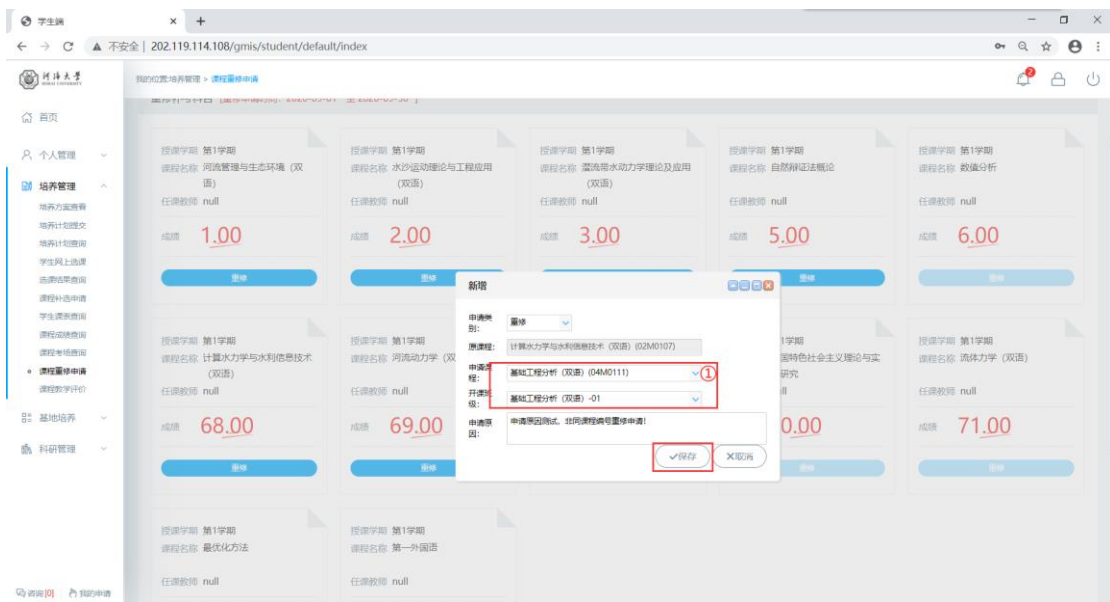 学生端
不安全 | 202.119.114.108/gmis/student/default/index
河海大学
HOHAI UNIVERSITY
我的位置:培养管理 > 课程重修申请
2
首页
个人管理
培养管理
培养方案查看
培养计划提交
培养计划查询
学生网上选课
选课结果查询
课程补选申请
学生课表查询
课程成绩查询
课程考场查询
课程重修申请
课程教学评价
基地培养
科研管理
咨询[0] 我的申请
授课学期 第1学期
课程名称 河流管理与生态环境（双语）
任课教师 null
成绩 1.00
重修
授课学期 第1学期
课程名称 水沙运动理论与工程应用（双语）
任课教师 null
成绩 2.00
重修
授课学期 第1学期
课程名称 湿流带水动力学理论及应用（双语）
任课教师 null
成绩 3.00
授课学期 第1学期
课程名称 自然辩证法概论
任课教师 null
成绩 5.00
重修
授课学期 第1学期
课程名称 数值分析
任课教师 null
成绩 6.00
重修
授课学期 第1学期
课程名称 计算水力学与水利信息技术（双语）
任课教师 null
成绩 68.00
重修
授课学期 第1学期
课程名称 河流动力学（双
任课教师 null
成绩 69.00
重修
新增
申请类别: 重修
原课程: 计算水力学与水利信息技术（双语）(02M0107)
申请课程: 基础工程分析（双语）(04M0111)
①
开课班级: 基础工程分析（双语）-01
申请原因: 申请原因测试，非同课程编号重修申请!
保存
取消
1学期
国特色社会主义理论与实
研究
0.00
重修
授课学期 第1学期
课程名称 流体力学（双语）
任课教师 null
成绩 71.00
重修
授课学期 第1学期
课程名称 最优化方法
任课教师 null
授课学期 第1学期
课程名称 第一外国语
任课教师 null